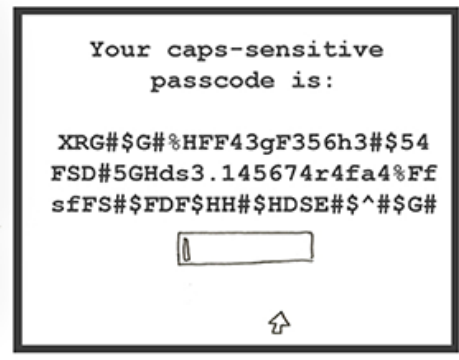 Your caps-sensitive
passcode is:
XRG#$G#%HFF43gF356h3#$54
FSD#5GHds3.145674r4fa4%Ff
sfFS#$FDF$HH#$HDSE#$^#$G#